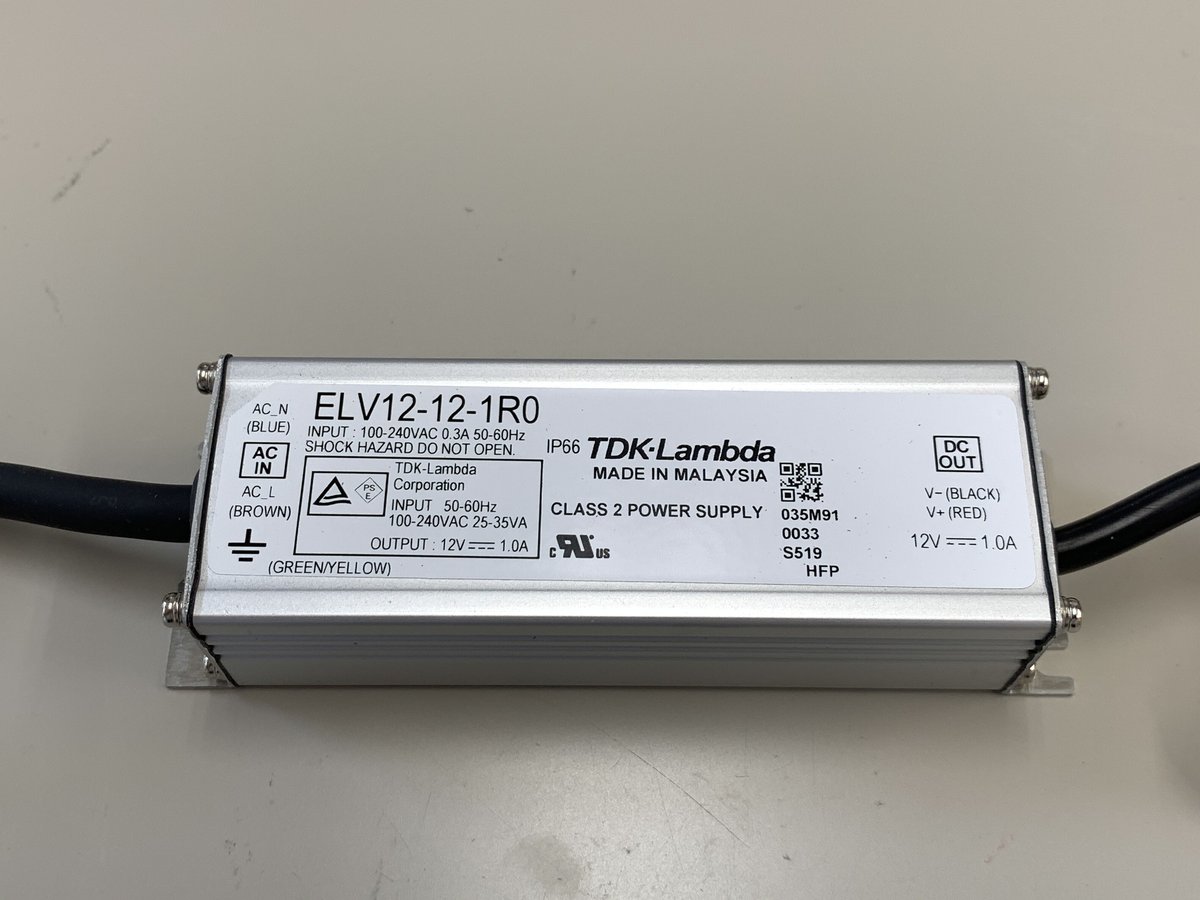 AC_N
(BLUE)
AC
IN
AC_L
(BROWN)
(GREEN/YELLOW)
ELV12-12-1R0
INPUT : 100-240VAC 0.3A 50-60Hz
SHOCK HAZARD DO NOT OPEN.
PS
E
TDK-Lambda
Corporation
INPUT 50-60Hz
100-240VAC 25-35VA
OUTPUT : 12V⎓1.0A
IP66 TDK·Lambda
MADE IN MALAYSIA
CLASS 2 POWER SUPPLY
c RU US
035M91
0033
S519
HFP
DC
OUT
V− (BLACK)
V+ (RED)
12V⎓1.0A